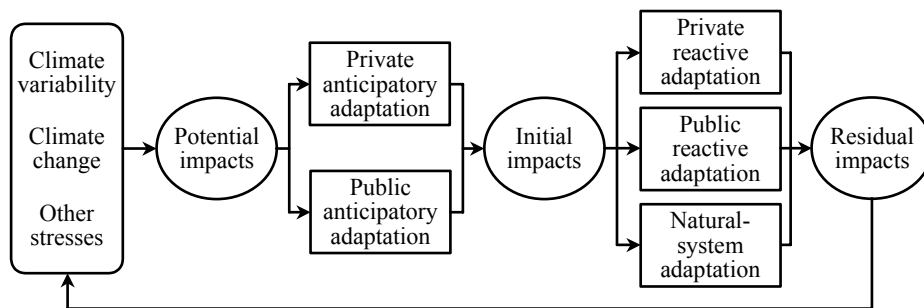 Climate
variability
Climate
change
Other
stresses
Potential
impacts
Private
anticipatory
adaptation
Public
anticipatory
adaptation
Initial
impacts
Private
reactive
adaptation
Public
reactive
adaptation
Natural-
system
adaptation
Residual
impacts